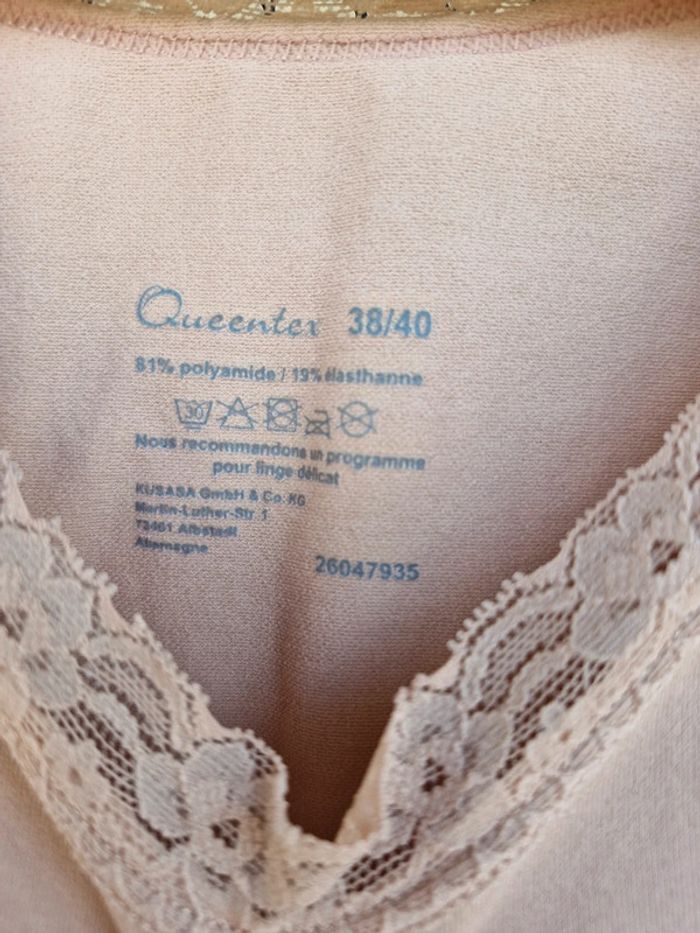 Queentex 38/40
81% polyamide / 19% élasthanne
30
Nous recommandons un programme
pour linge délicat
KUSASA GmbH & Co. KG
Martin-Luther-Str. 1
72461 Albstadt
Allemagne
26047935